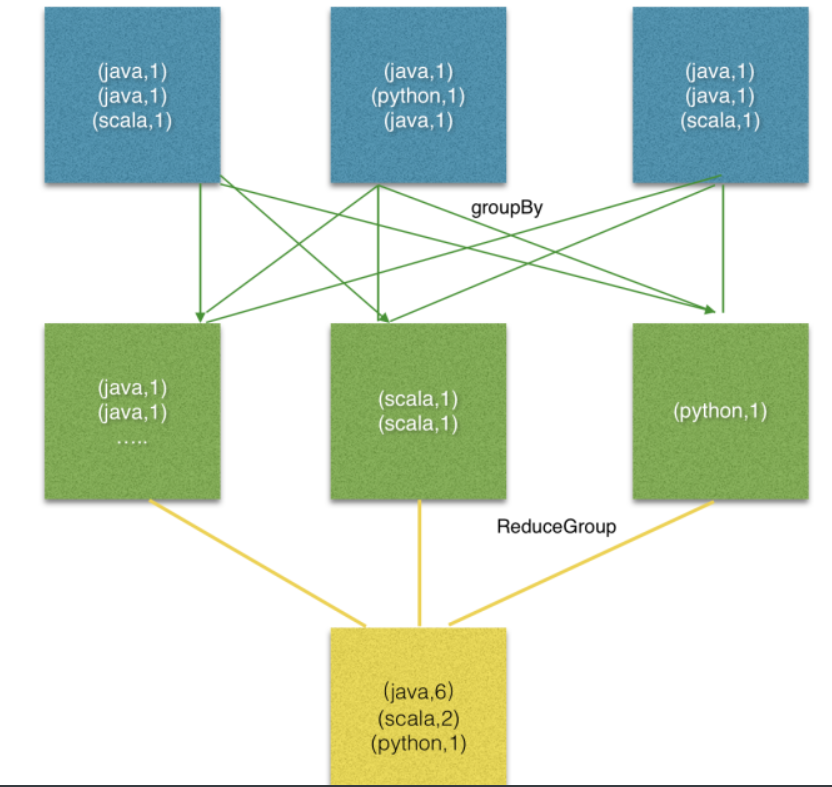 (java,1)
(java,1)
(scala,1)
(java,1)
(python,1)
(java,1)
(java,1)
(java,1)
(scala,1)
groupBy
(java,1)
(java,1)
.....
(scala,1)
(scala,1)
(python,1)
ReduceGroup
(java,6)
(scala,2)
(python,1)